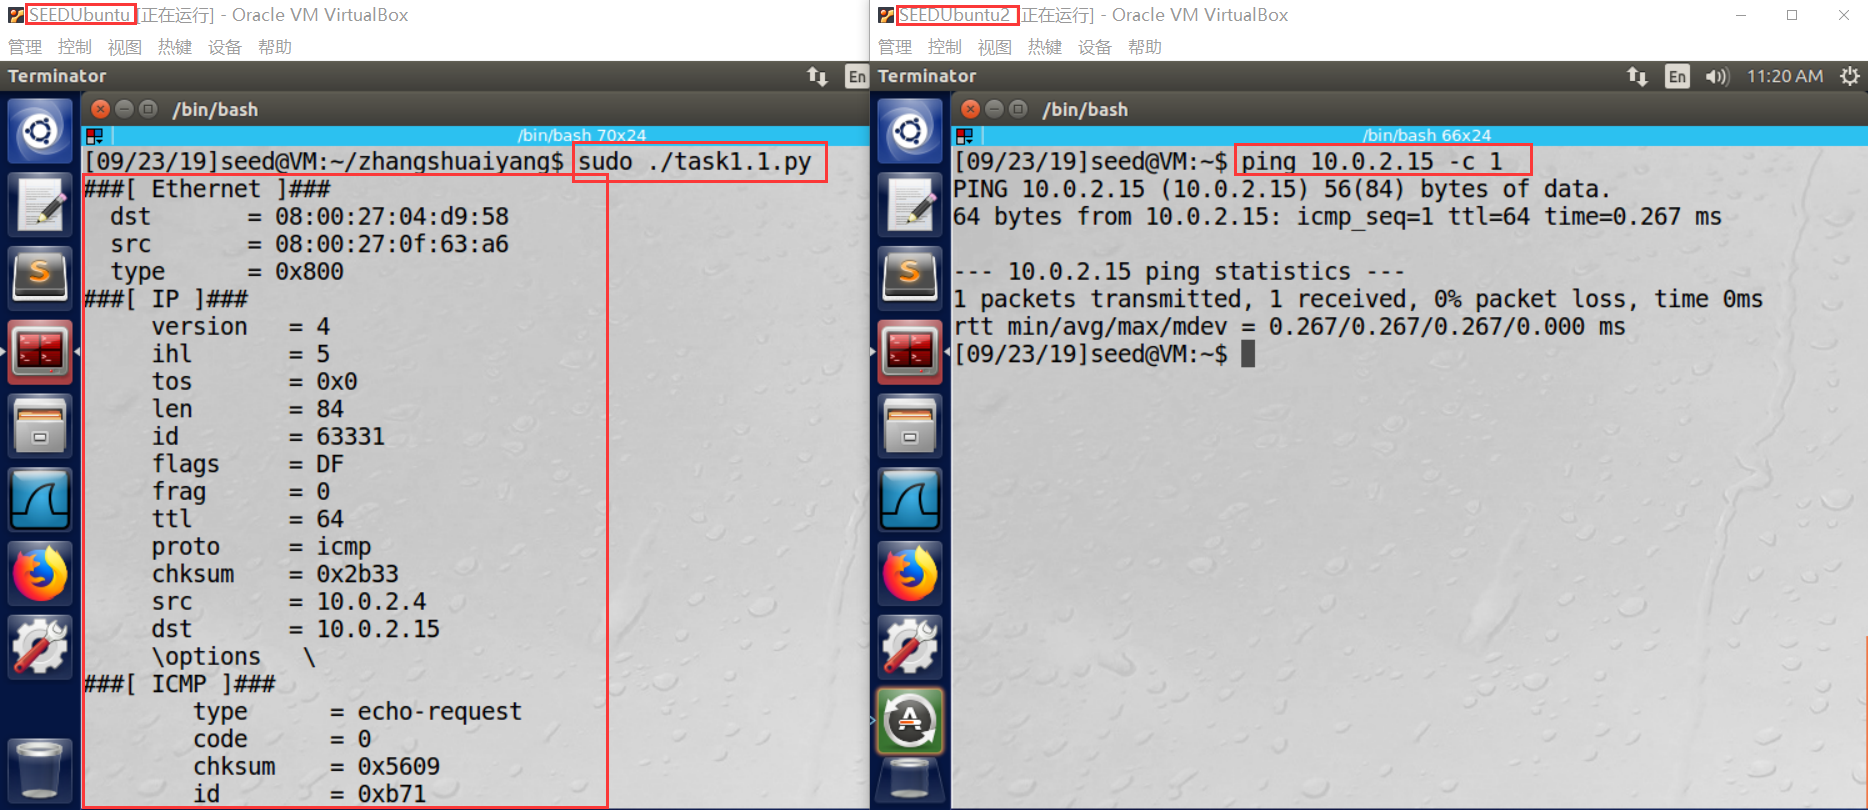 SEEDUbuntu [正在运行] - Oracle VM VirtualBox
管理 控制 视图 热键 设备 帮助
Terminator En
/bin/bash
/bin/bash 70x24
[09/23/19]seed@VM:~/zhangshuaiyang$ sudo ./task1.1.py
###[ Ethernet ]###
dst = 08:00:27:04:d9:58
src = 08:00:27:0f:63:a6
type = 0x800
###[ IP ]###
version = 4
ihl = 5
tos = 0x0
len = 84
id = 63331
flags = DF
frag = 0
ttl = 64
proto = icmp
chksum = 0x2b33
src = 10.0.2.4
dst = 10.0.2.15
\options \
###[ ICMP ]###
type = echo-request
code = 0
chksum = 0x5609
id = 0xb71
SEEDUbuntu2 [正在运行] - Oracle VM VirtualBox
管理 控制 视图 热键 设备 帮助
Terminator En 11:20 AM
/bin/bash
/bin/bash 66x24
[09/23/19]seed@VM:~$ ping 10.0.2.15 -c 1
PING 10.0.2.15 (10.0.2.15) 56(84) bytes of data.
64 bytes from 10.0.2.15: icmp_seq=1 ttl=64 time=0.267 ms
--- 10.0.2.15 ping statistics ---
1 packets transmitted, 1 received, 0% packet loss, time 0ms
rtt min/avg/max/mdev = 0.267/0.267/0.267/0.000 ms
[09/23/19]seed@VM:~$